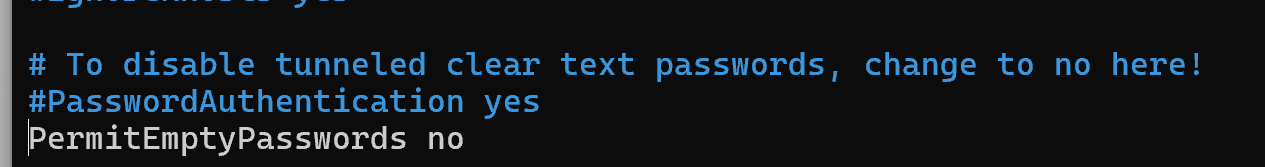 # To disable tunneled clear text passwords, change to no here!
#PasswordAuthentication yes
PermitEmptyPasswords no